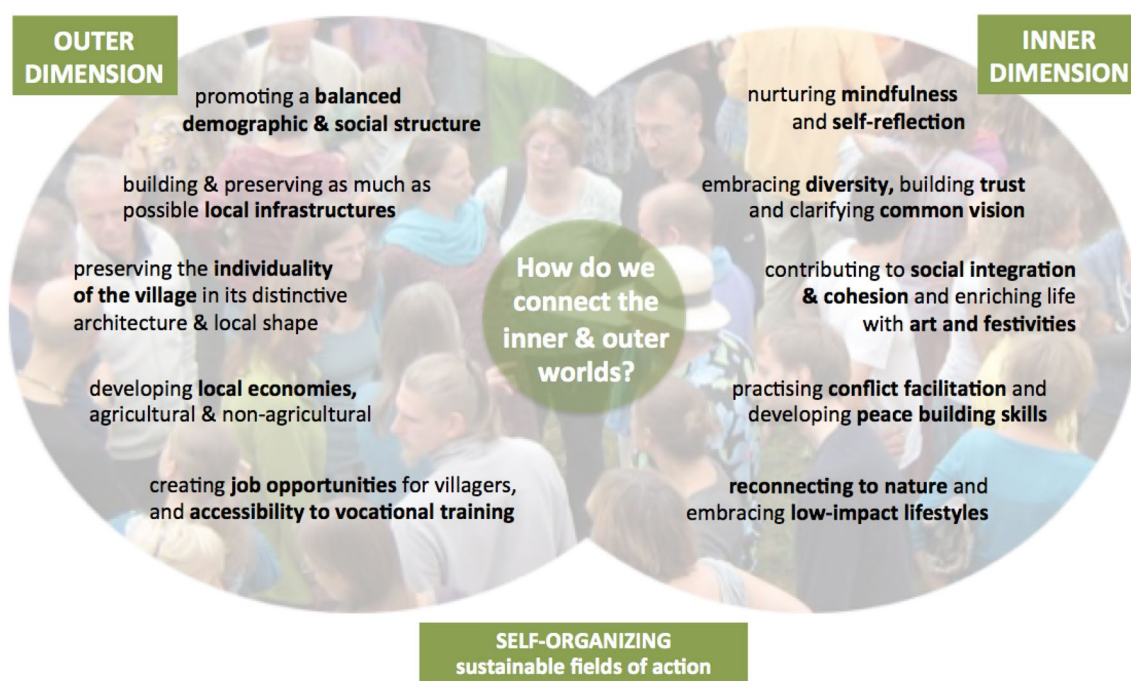 OUTER
DIMENSION
promoting a balanced
demographic & social structure
building & preserving as much as
possible local infrastructures
preserving the individuality
of the village in its distinctive
architecture & local shape
developing local economies,
agricultural & non-agricultural
creating job opportunities for villagers,
and accessibility to vocational training
How do we
connect the
inner & outer
worlds?
INNER
DIMENSION
nurturing mindfulness
and self-reflection
embracing diversity, building trust
and clarifying common vision
contributing to social integration
& cohesion and enriching life
with art and festivities
practising conflict facilitation and
developing peace building skills
reconnecting to nature and
embracing low-impact lifestyles
SELF-ORGANIZING
sustainable fields of action